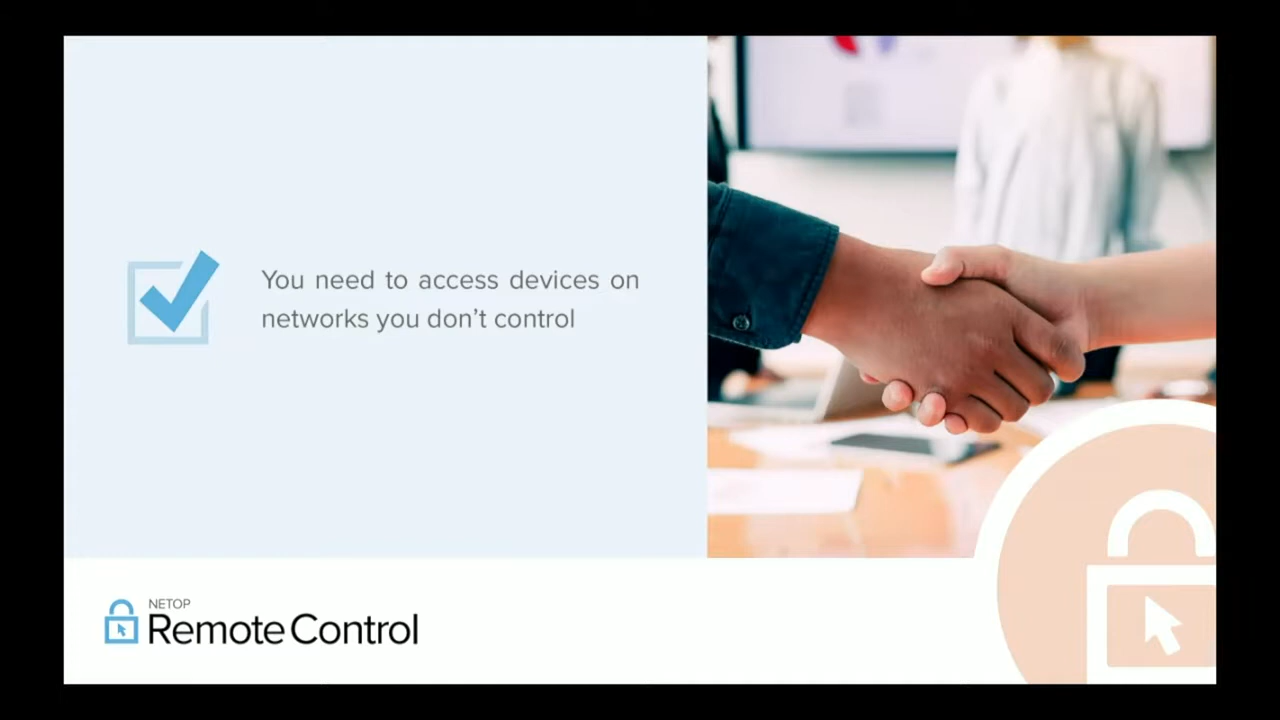 You need to access devices on
networks you don’t control
NETOP
Remote Control